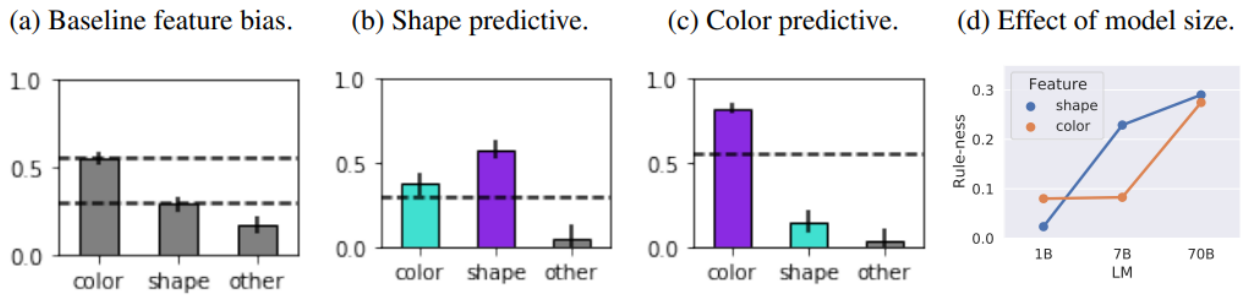 (a) Baseline feature bias.
1.0
0.5
0.0
color shape other
(b) Shape predictive.
1.0
0.5
0.0
color shape other
(c) Color predictive.
1.0
0.5
0.0
color shape other
(d) Effect of model size.
Rule-ness
0.3
0.2
0.1
0.0
Feature
shape
color
1B 7B 70B
LM